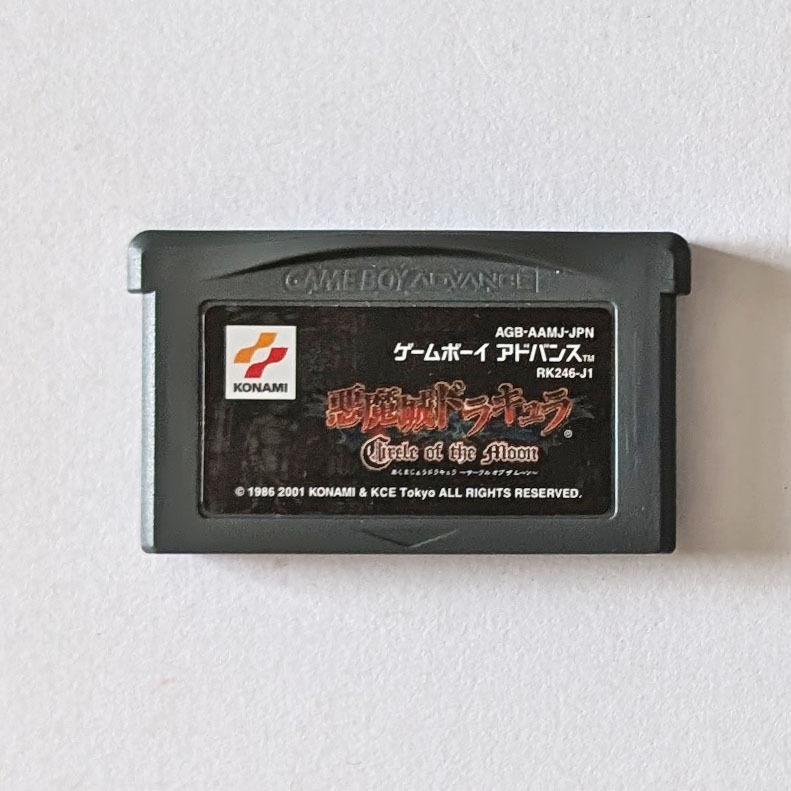 GAME BOY ADVANCE
AGB-AAMJ-JPN
ゲームボーイ アドバンス™
RK246-J1
KONAMI
悪魔城ドラキュラ®
Circle of the Moon
あくまじょうドラキュラ ～サークル オブ ザ ムーン～
© 1986 2001 KONAMI & KCE Tokyo ALL RIGHTS RESERVED.